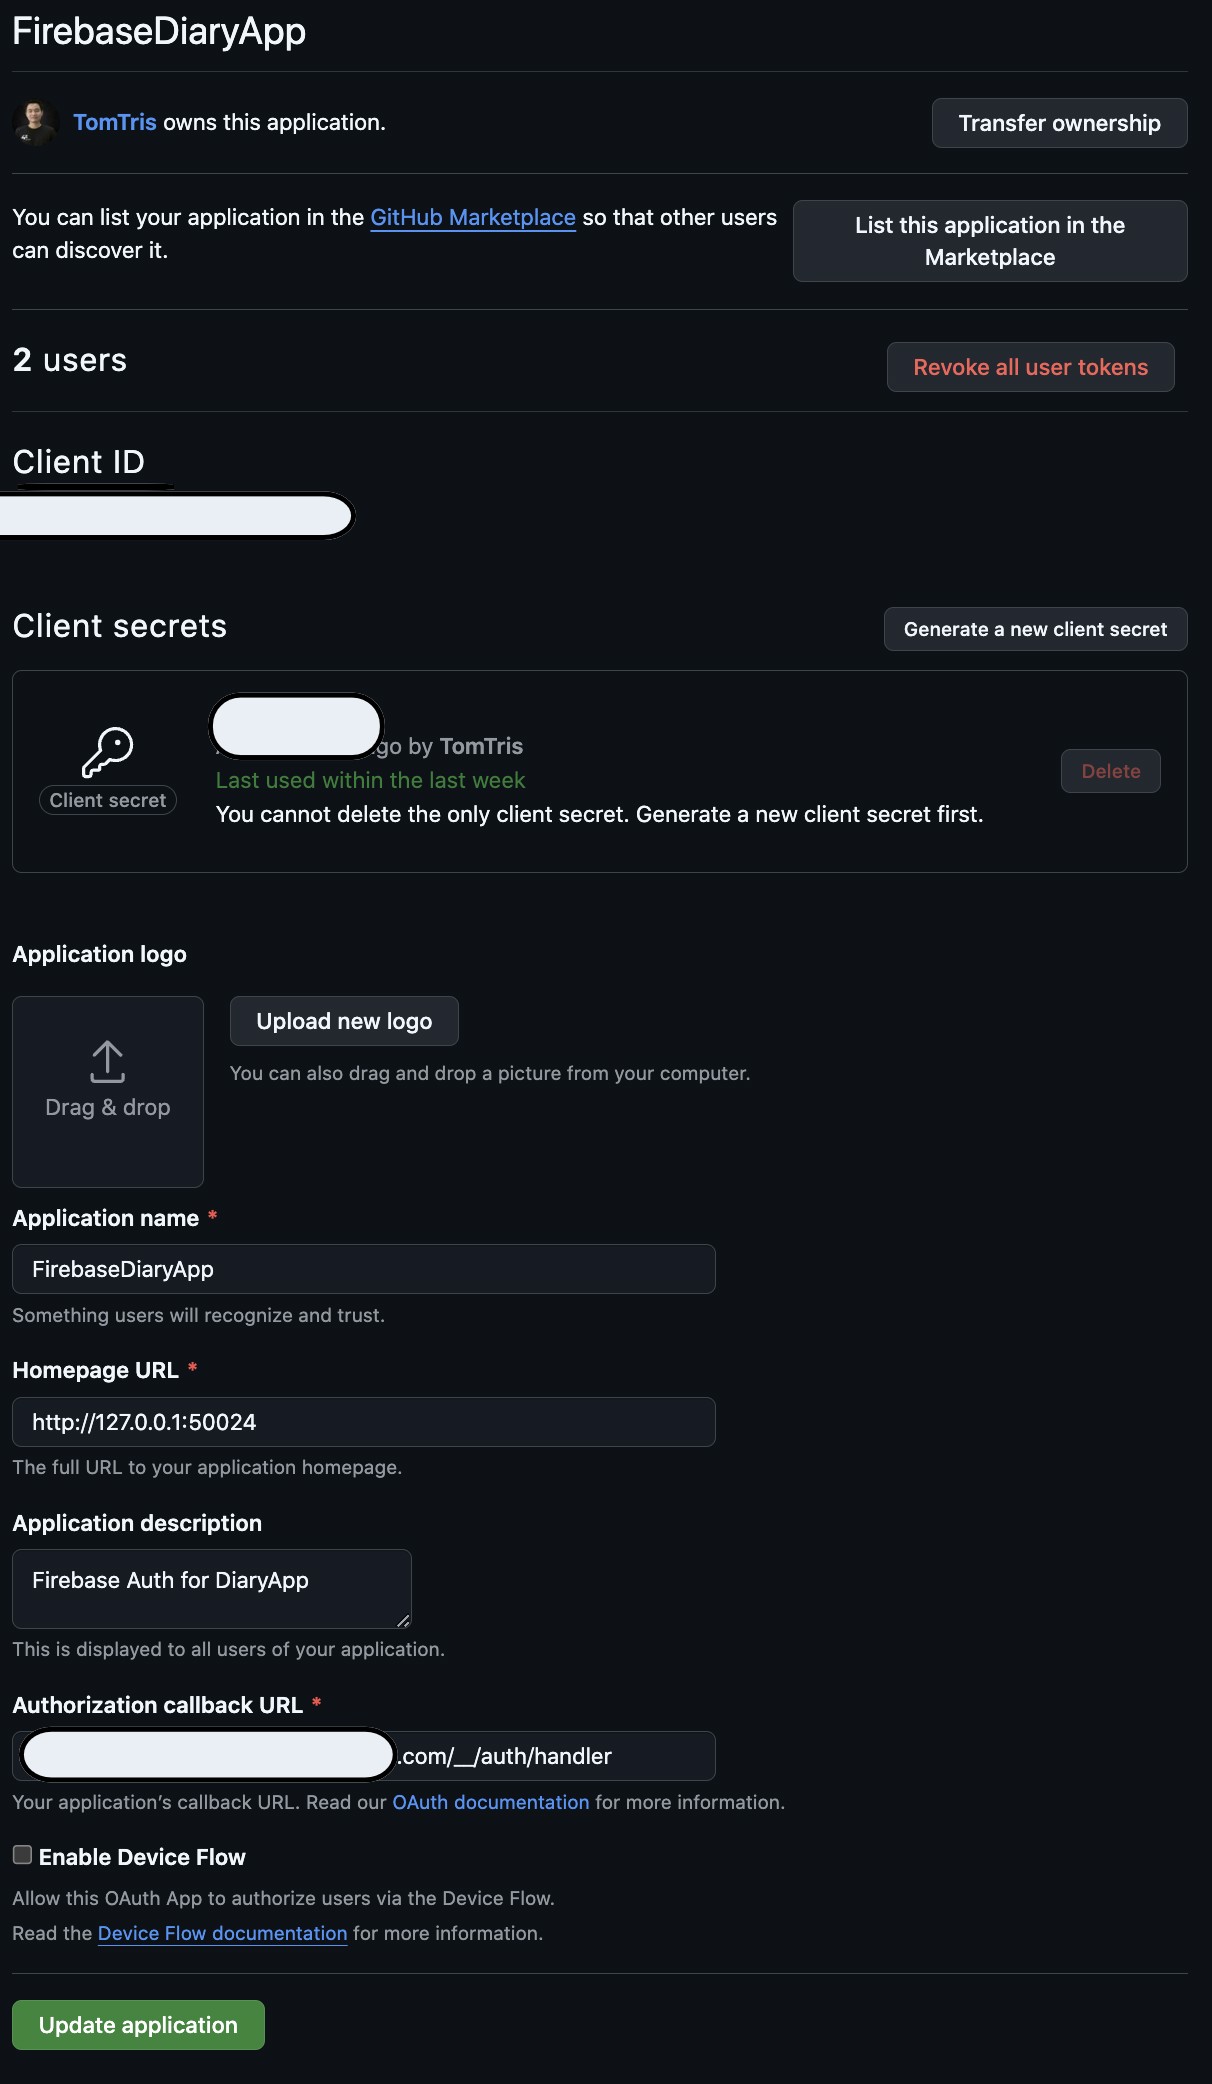 FirebaseDiaryApp
TomTris owns this application.
Transfer ownership
You can list your application in the GitHub Marketplace so that other users
can discover it.
List this application in the
Marketplace
2 users
Revoke all user tokens
Client ID
Client secrets
Generate a new client secret
by TomTris
Last used within the last week
You cannot delete the only client secret. Generate a new client secret first.
Client secret
Delete
Application logo
Drag & drop
Upload new logo
You can also drag and drop a picture from your computer.
Application name *
FirebaseDiaryApp
Something users will recognize and trust.
Homepage URL *
http://127.0.0.1:50024
The full URL to your application homepage.
Application description
Firebase Auth for DiaryApp
This is displayed to all users of your application.
Authorization callback URL *
.com/__/auth/handler
Your application’s callback URL. Read our OAuth documentation for more information.
Enable Device Flow
Allow this OAuth App to authorize users via the Device Flow.
Read the Device Flow documentation for more information.
Update application